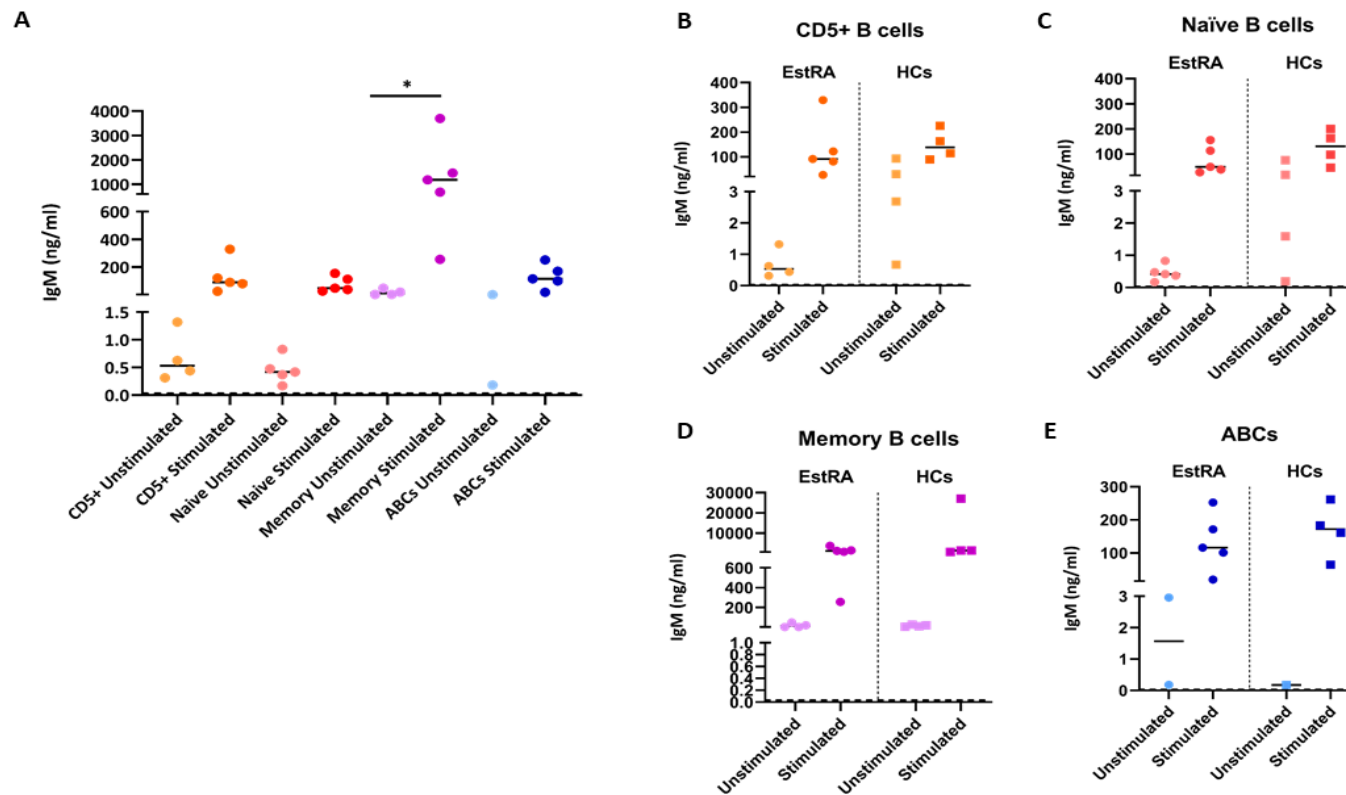 A
*
IgM (ng/ml)
4000
3000
2000
1000
600
400
200
1.5
1.0
0.5
0.0
CD5+ Unstimulated
CD5+ Stimulated
Naive Unstimulated
Naive Stimulated
Memory Unstimulated
Memory Stimulated
ABCs Unstimulated
ABCs Stimulated
B
CD5+ B cells
EstRA
HCs
IgM (ng/ml)
400
300
200
100
3
2
1
0
Unstimulated
Stimulated
Unstimulated
Stimulated
C
Naïve B cells
EstRA
HCs
IgM (ng/ml)
400
300
200
100
3
2
1
0
Unstimulated
Stimulated
Unstimulated
Stimulated
D
Memory B cells
EstRA
HCs
IgM (ng/ml)
30000
20000
10000
600
400
200
1.0
0.8
0.6
0.4
0.2
0.0
Unstimulated
Stimulated
Unstimulated
Stimulated
E
ABCs
EstRA
HCs
IgM (ng/ml)
300
200
100
3
2
1
0
Unstimulated
Stimulated
Unstimulated
Stimulated